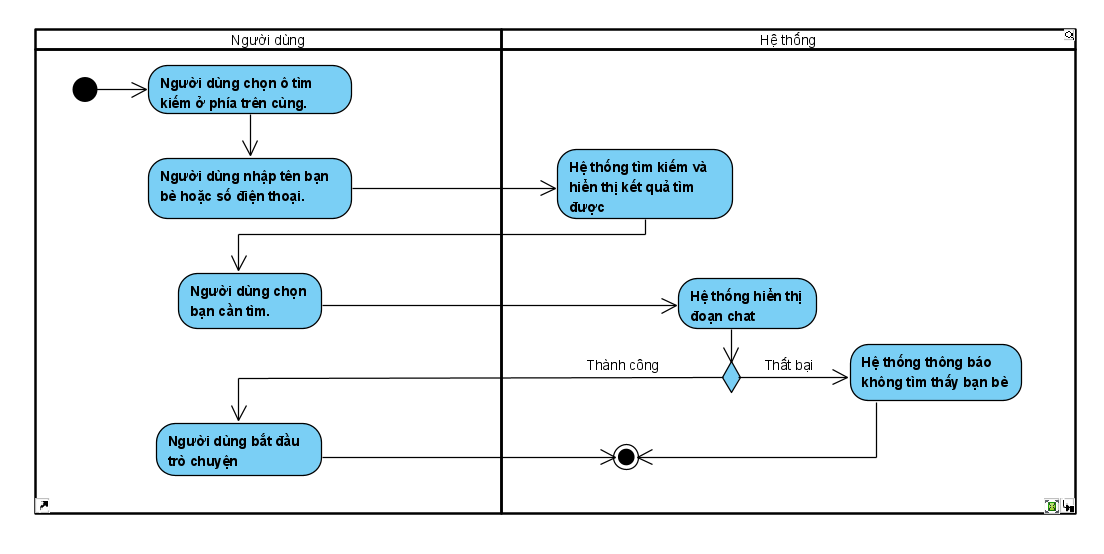 Người dùng
Hệ thống
Người dùng chọn ô tìm
kiếm ở phía trên cùng.
Người dùng nhập tên bạn
bè hoặc số điện thoại.
Hệ thống tìm kiếm và
hiển thị kết quả tìm
được
Người dùng chọn
bạn cần tìm.
Hệ thống hiển thị
đoạn chat
Thành công
Thất bại
Hệ thống thông báo
không tìm thấy bạn bè
Người dùng bắt đầu
trò chuyện